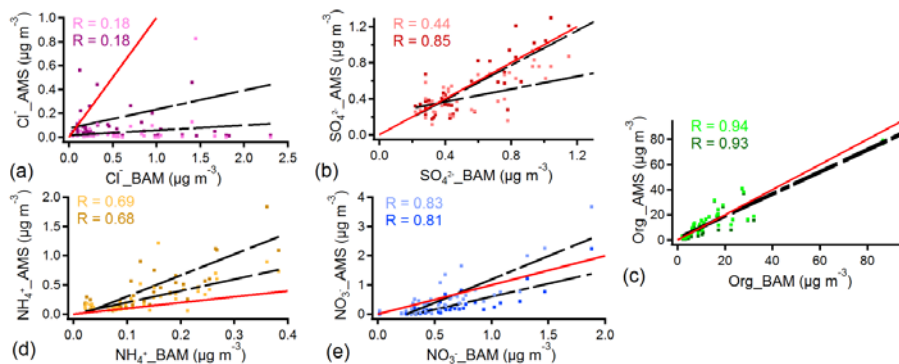 R = 0.18
R = 0.18
Cl⁻_AMS (µg m⁻³)
1.0
0.8
0.6
0.4
0.2
0.0
0.0 0.5 1.0 1.5 2.0 2.5
(a)
Cl⁻_BAM (µg m⁻³)
R = 0.44
R = 0.85
SO₄²⁻_AMS (µg m⁻³)
1.2
0.8
0.4
0.0
0.0 0.4 0.8 1.2
(b)
SO₄²⁻_BAM (µg m⁻³)
R = 0.94
R = 0.93
Org_AMS (µg m⁻³)
80
60
40
20
0
0 20 40 60 80
(c)
Org_BAM (µg m⁻³)
R = 0.69
R = 0.68
NH₄⁺_AMS (µg m⁻³)
2.0
1.5
1.0
0.5
0.0
0.0 0.1 0.2 0.3 0.4
(d)
NH₄⁺_BAM (µg m⁻³)
R = 0.83
R = 0.81
NO₃⁻_AMS (µg m⁻³)
4
3
2
1
0
0.0 0.5 1.0 1.5 2.0
(e)
NO₃⁻_BAM (µg m⁻³)